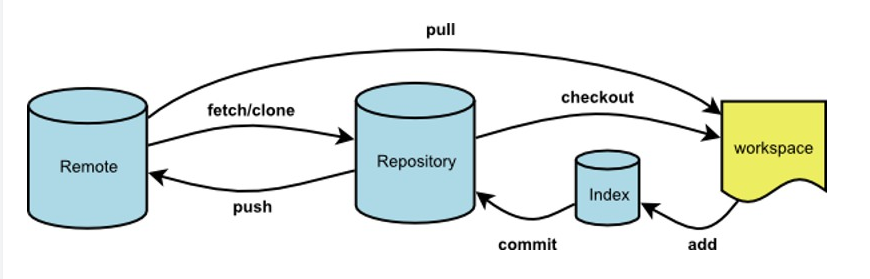 pull
fetch/clone
checkout
Remote
Repository
workspace
Index
push
commit
add